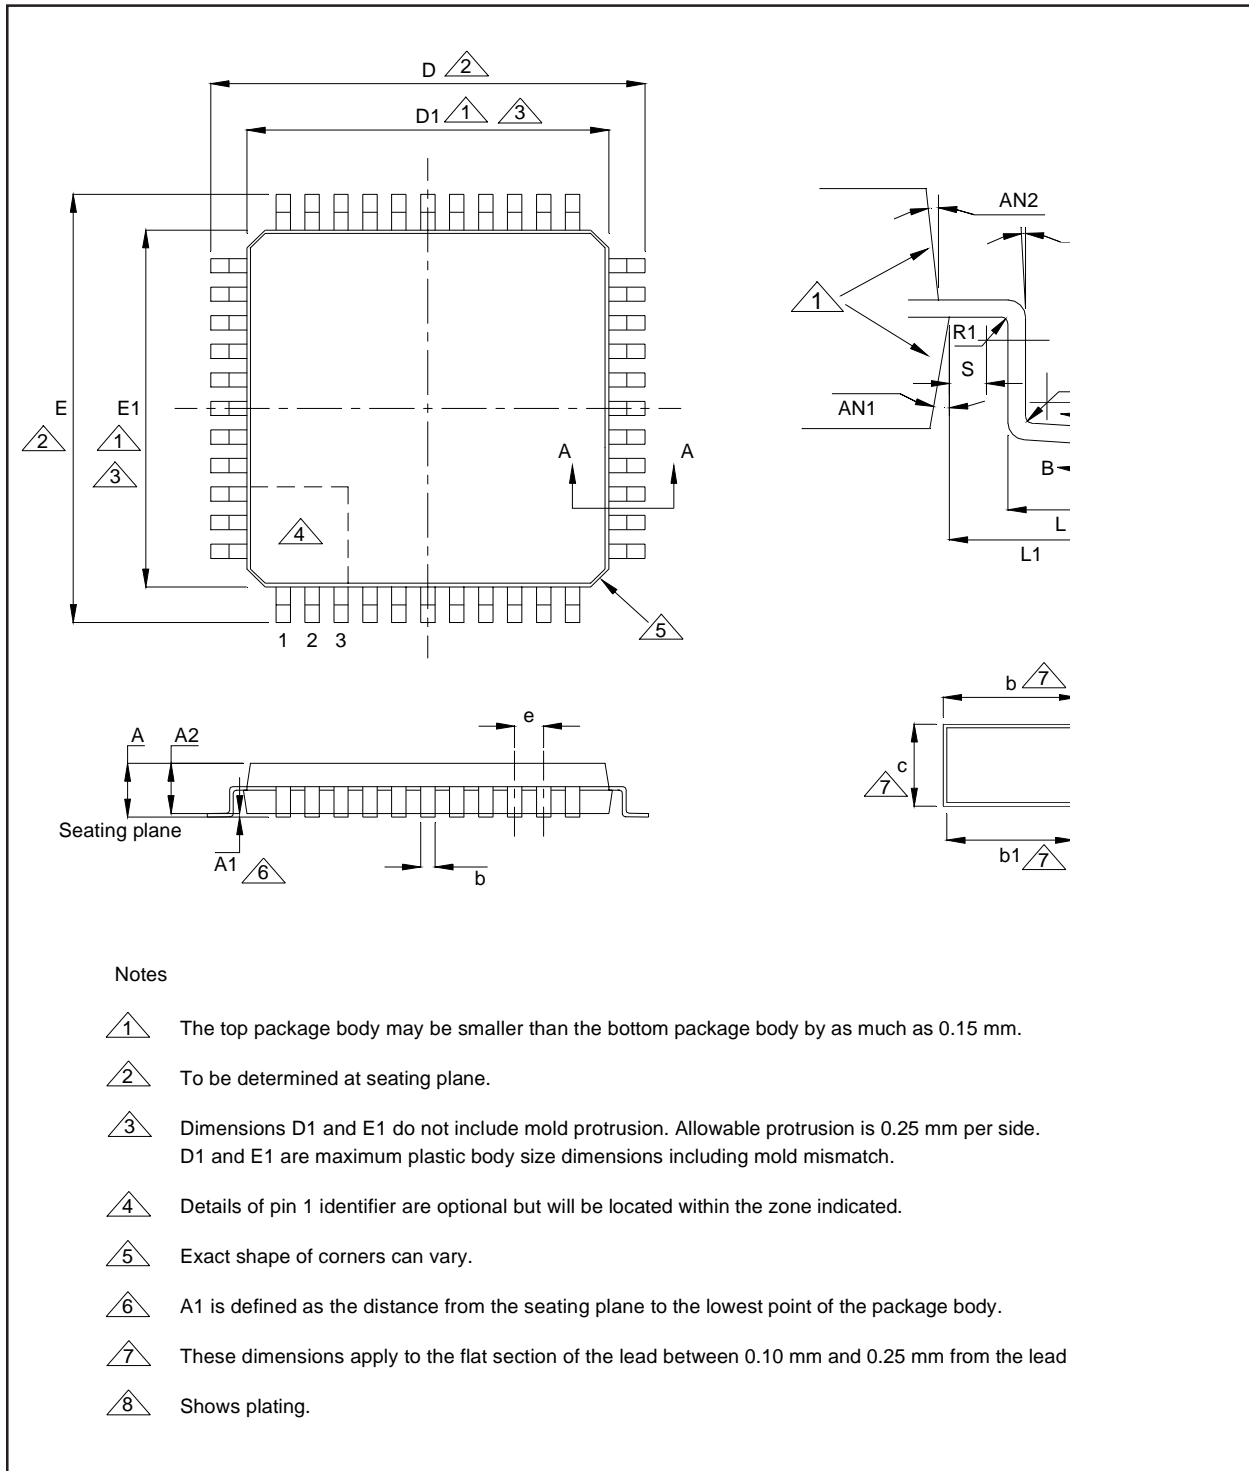 D 2
D1 1 3
AN2
1
R1
S
AN1
E E1
2 1
3
A A
B
4
L
L1
5
1 2 3
b 7
e
A A2
c
7
Seating plane
A1 6
b
b1 7
Notes
1 The top package body may be smaller than the bottom package body by as much as 0.15 mm.
2 To be determined at seating plane.
3 Dimensions D1 and E1 do not include mold protrusion. Allowable protrusion is 0.25 mm per side.
D1 and E1 are maximum plastic body size dimensions including mold mismatch.
4 Details of pin 1 identifier are optional but will be located within the zone indicated.
5 Exact shape of corners can vary.
6 A1 is defined as the distance from the seating plane to the lowest point of the package body.
7 These dimensions apply to the flat section of the lead between 0.10 mm and 0.25 mm from the lead
8 Shows plating.